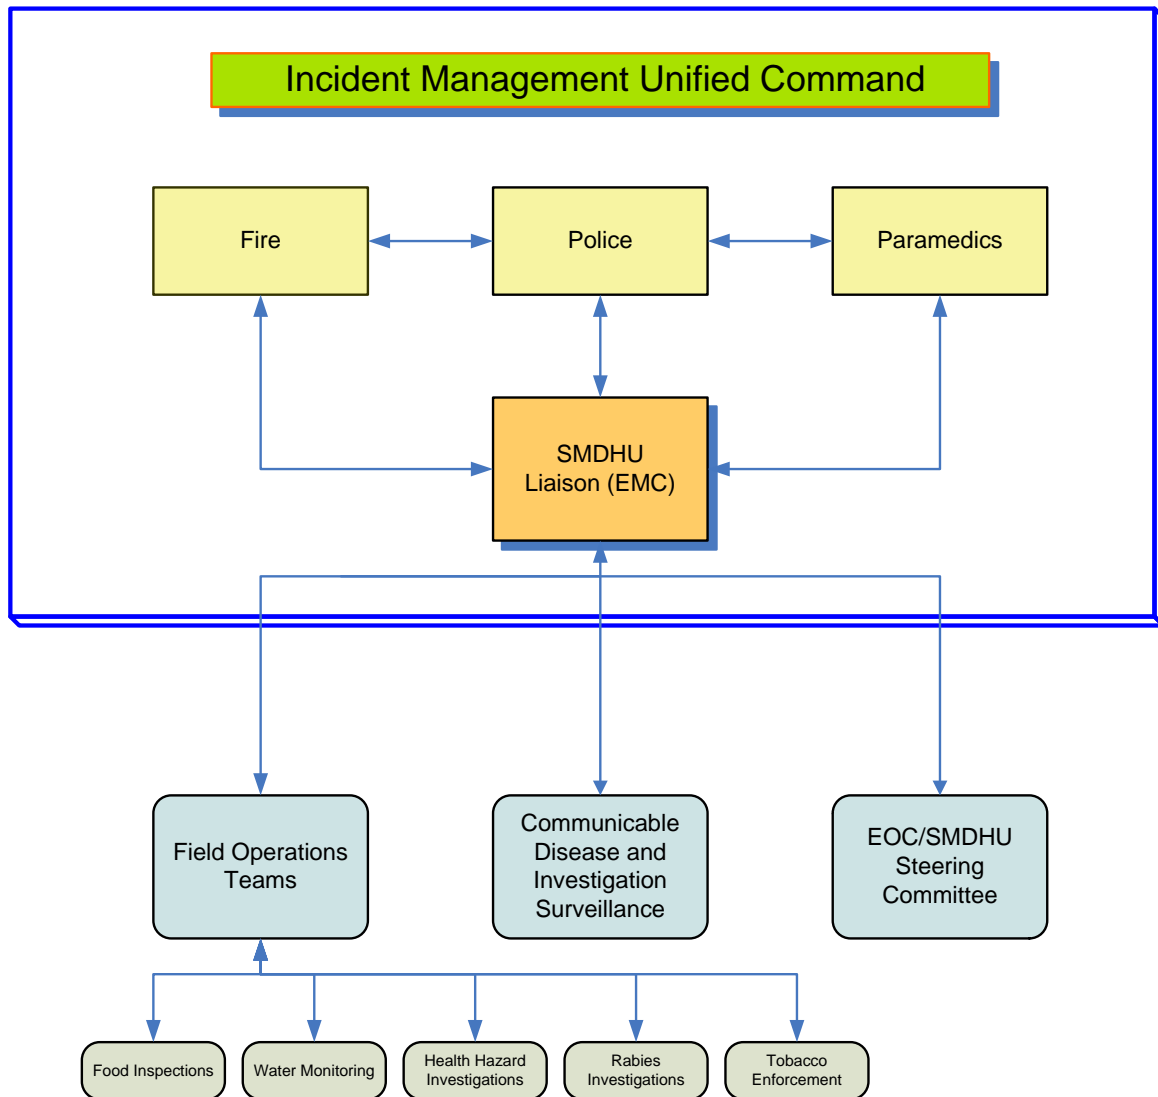 Incident Management Unified Command
Fire
Police
Paramedics
SMDHU
Liaison (EMC)
Field Operations
Teams
Communicable
Disease and
Investigation
Surveillance
EOC/SMDHU
Steering
Committee
Food Inspections
Water Monitoring
Health Hazard
Investigations
Rabies
Investigations
Tobacco
Enforcement